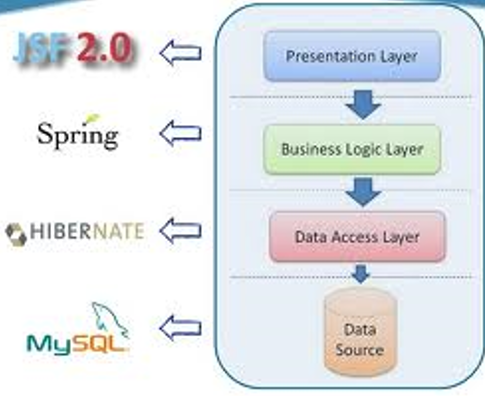 JSF 2.0
Presentation Layer
Spring
Business Logic Layer
HIBERNATE
Data Access Layer
MySQL
Data
Source